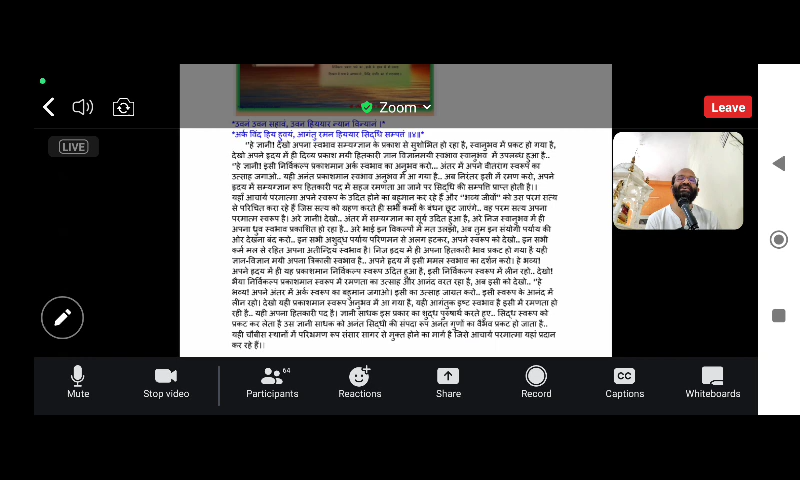 Zoom
Leave
LIVE
*उवनं उवन सहावं, उवन हिययार न्यान विन्यानं ।*
*अर्क विंद हिय हुवयं, आगंतु रमन हिययार सिद्धि सम्पत्तं ॥४॥*
"हे ज्ञानी! देखो अपना स्वभाव सम्यग्ज्ञान के प्रकाश से सुशोभित हो रहा है, स्वानुभव में प्रकट हो गया है,
देखो अपने हृदय में ही दिव्य प्रकाश मयी हितकारी ज्ञान विज्ञानमयी स्वभाव स्वानुभव में उपलब्ध हुआ है..
"हे ज्ञानी! इसी निर्विकल्प प्रकाशमान अर्क स्वभाव का अनुभव करो... अंतर में अपने वीतराग स्वरूप का
उत्साह जगाओ.. यही अनंत प्रकाशमान स्वभाव अनुभव में आ गया है.. अब निरंतर इसी में रमण करो, अपने
हृदय में सम्यग्ज्ञान रूप हितकारी पद में सहज रमणता आ जाने पर सिद्धि की सम्पत्ति प्राप्त होती है।।
यहाँ आचार्य परमात्मा अपने स्वरूप के उदित होने का बहुमान कर रहे हैं और "भव्य जीवों" को उस परम सत्य
से परिचित करा रहे हैं जिस सत्य को ग्रहण करते ही सभी कर्मों के बंधन छूट जाएंगे.. वह परम सत्य अपना
परमात्म स्वरूप है। अरे ज्ञानी! देखो.. अंतर में सम्यग्ज्ञान का सूर्य उदित हुआ है, अरे निज स्वानुभव में ही
अपना ध्रुव स्वभाव प्रकाशित हो रहा है.. अरे भाई इन विकल्पों में मत उलझो, अब तुम इन संयोगी पर्याय की
ओर देखना बंद करो.. इन सभी अशुद्ध पर्याय परिणमन से अलग हटकर, अपने स्वरूप को देखो.. इन सभी
कर्म मल से रहित अपना अतीन्द्रिय स्वभाव है। निज हृदय में ही अपना हितकारी भाव प्रकट हो गया है यही
ज्ञान-विज्ञान मयी अपना त्रिकाली स्वभाव है.. अपने हृदय में इसी ममल स्वभाव का दर्शन करो। हे भव्य!
अपने हृदय में ही यह प्रकाशमान निर्विकल्प स्वरूप उदित हुआ है, इसी निर्विकल्प स्वरूप में लीन रहो.. देखो!
भैया निर्विकल्प प्रकाशमान स्वरूप में रमणता का उत्साह और आनंद वरत रहा है, अब इसी को देखो.. "हे
भव्य! अपने अंतर में अर्क स्वरूप का बहुमान जगाओ। इसी का उत्साह जाग्रत करो.. इसी स्वरूप के आनंद में
लीन रहो। देखो यही प्रकाशमान स्वरूप अनुभव में आ गया है, यही आगंतुक इष्ट स्वभाव है इसी में रमणता हो
रही है.. यही अपना हितकारी पद है। ज्ञानी साधक इस प्रकार का शुद्ध पुरुषार्थ करते हुए.. सिद्ध स्वरूप को
प्रकट कर लेता है उस ज्ञानी साधक को अनंत सिद्धी की संपदा रूप अनंत गुणों का वैभव प्रकट हो जाता है..
यही चौबीस स्थानों में परिभ्रमण रूप संसार सागर से मुक्त होने का मार्ग है जिसे आचार्य परमात्मा यहां प्रदान
कर रहे हैं।।
64
Mute
Stop video
Participants
Reactions
Share
Record
CC
Captions
Whiteboards